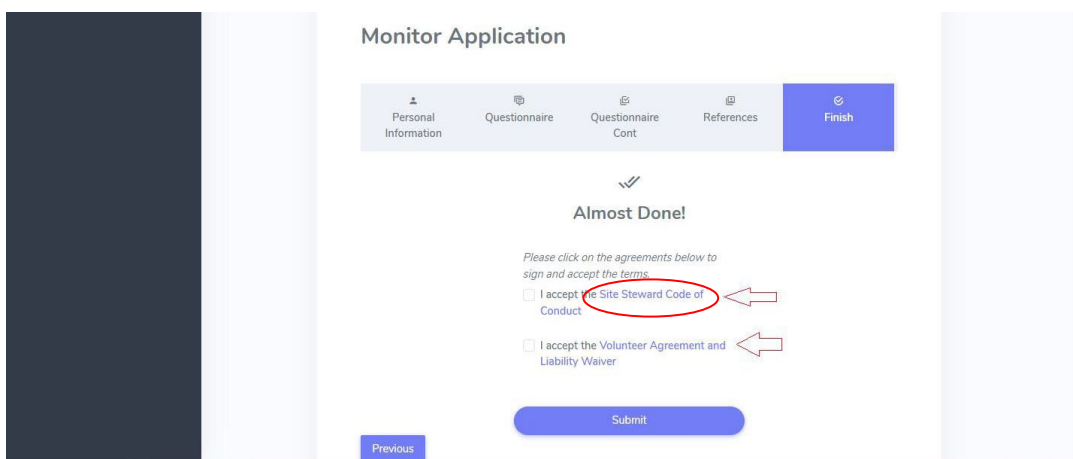 Monitor Application
Personal
Information
Questionnaire
Questionnaire
Cont
References
Finish
Almost Done!
Please click on the agreements below to
sign and accept the terms.
I accept the Site Steward Code of
Conduct
I accept the Volunteer Agreement and
Liability Waiver
Submit
Previous